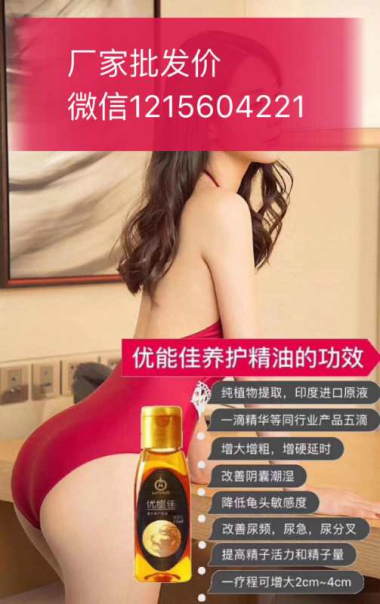 厂家批发价
微信1215604221
优能佳养护精油的功效
纯植物提取，印度进口原液
一滴精华等同行业产品五滴
增大增粗，增硬延时
改善阴囊潮湿
降低龟头敏感度
改善尿频，尿急，尿分叉
提高精子活力和精子量
一疗程可增大2cm~4cm
优能佳